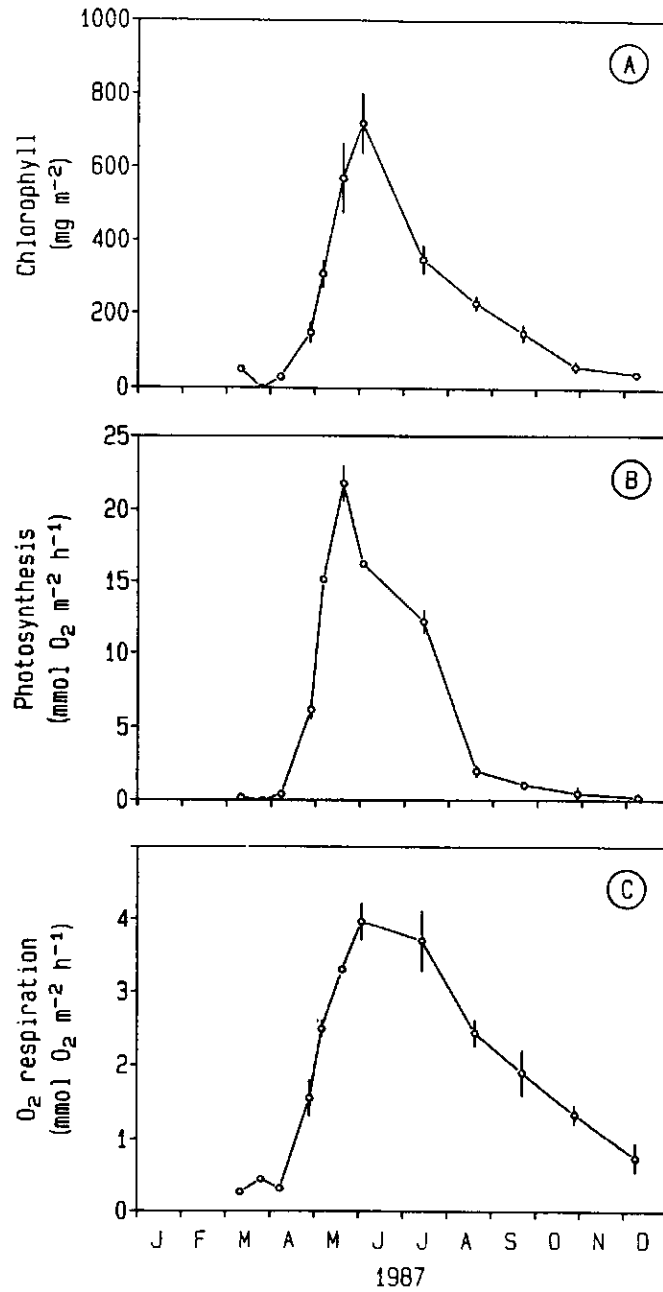 1000
800
600
400
200
0
Chlorophyll
(mg m⁻²)
A
25
20
15
10
5
0
Photosynthesis
(mmol O₂ m⁻² h⁻¹)
B
4
3
2
1
0
O₂ respiration
(mmol O₂ m⁻² h⁻¹)
C
J F M A M J J A S O N D
1987